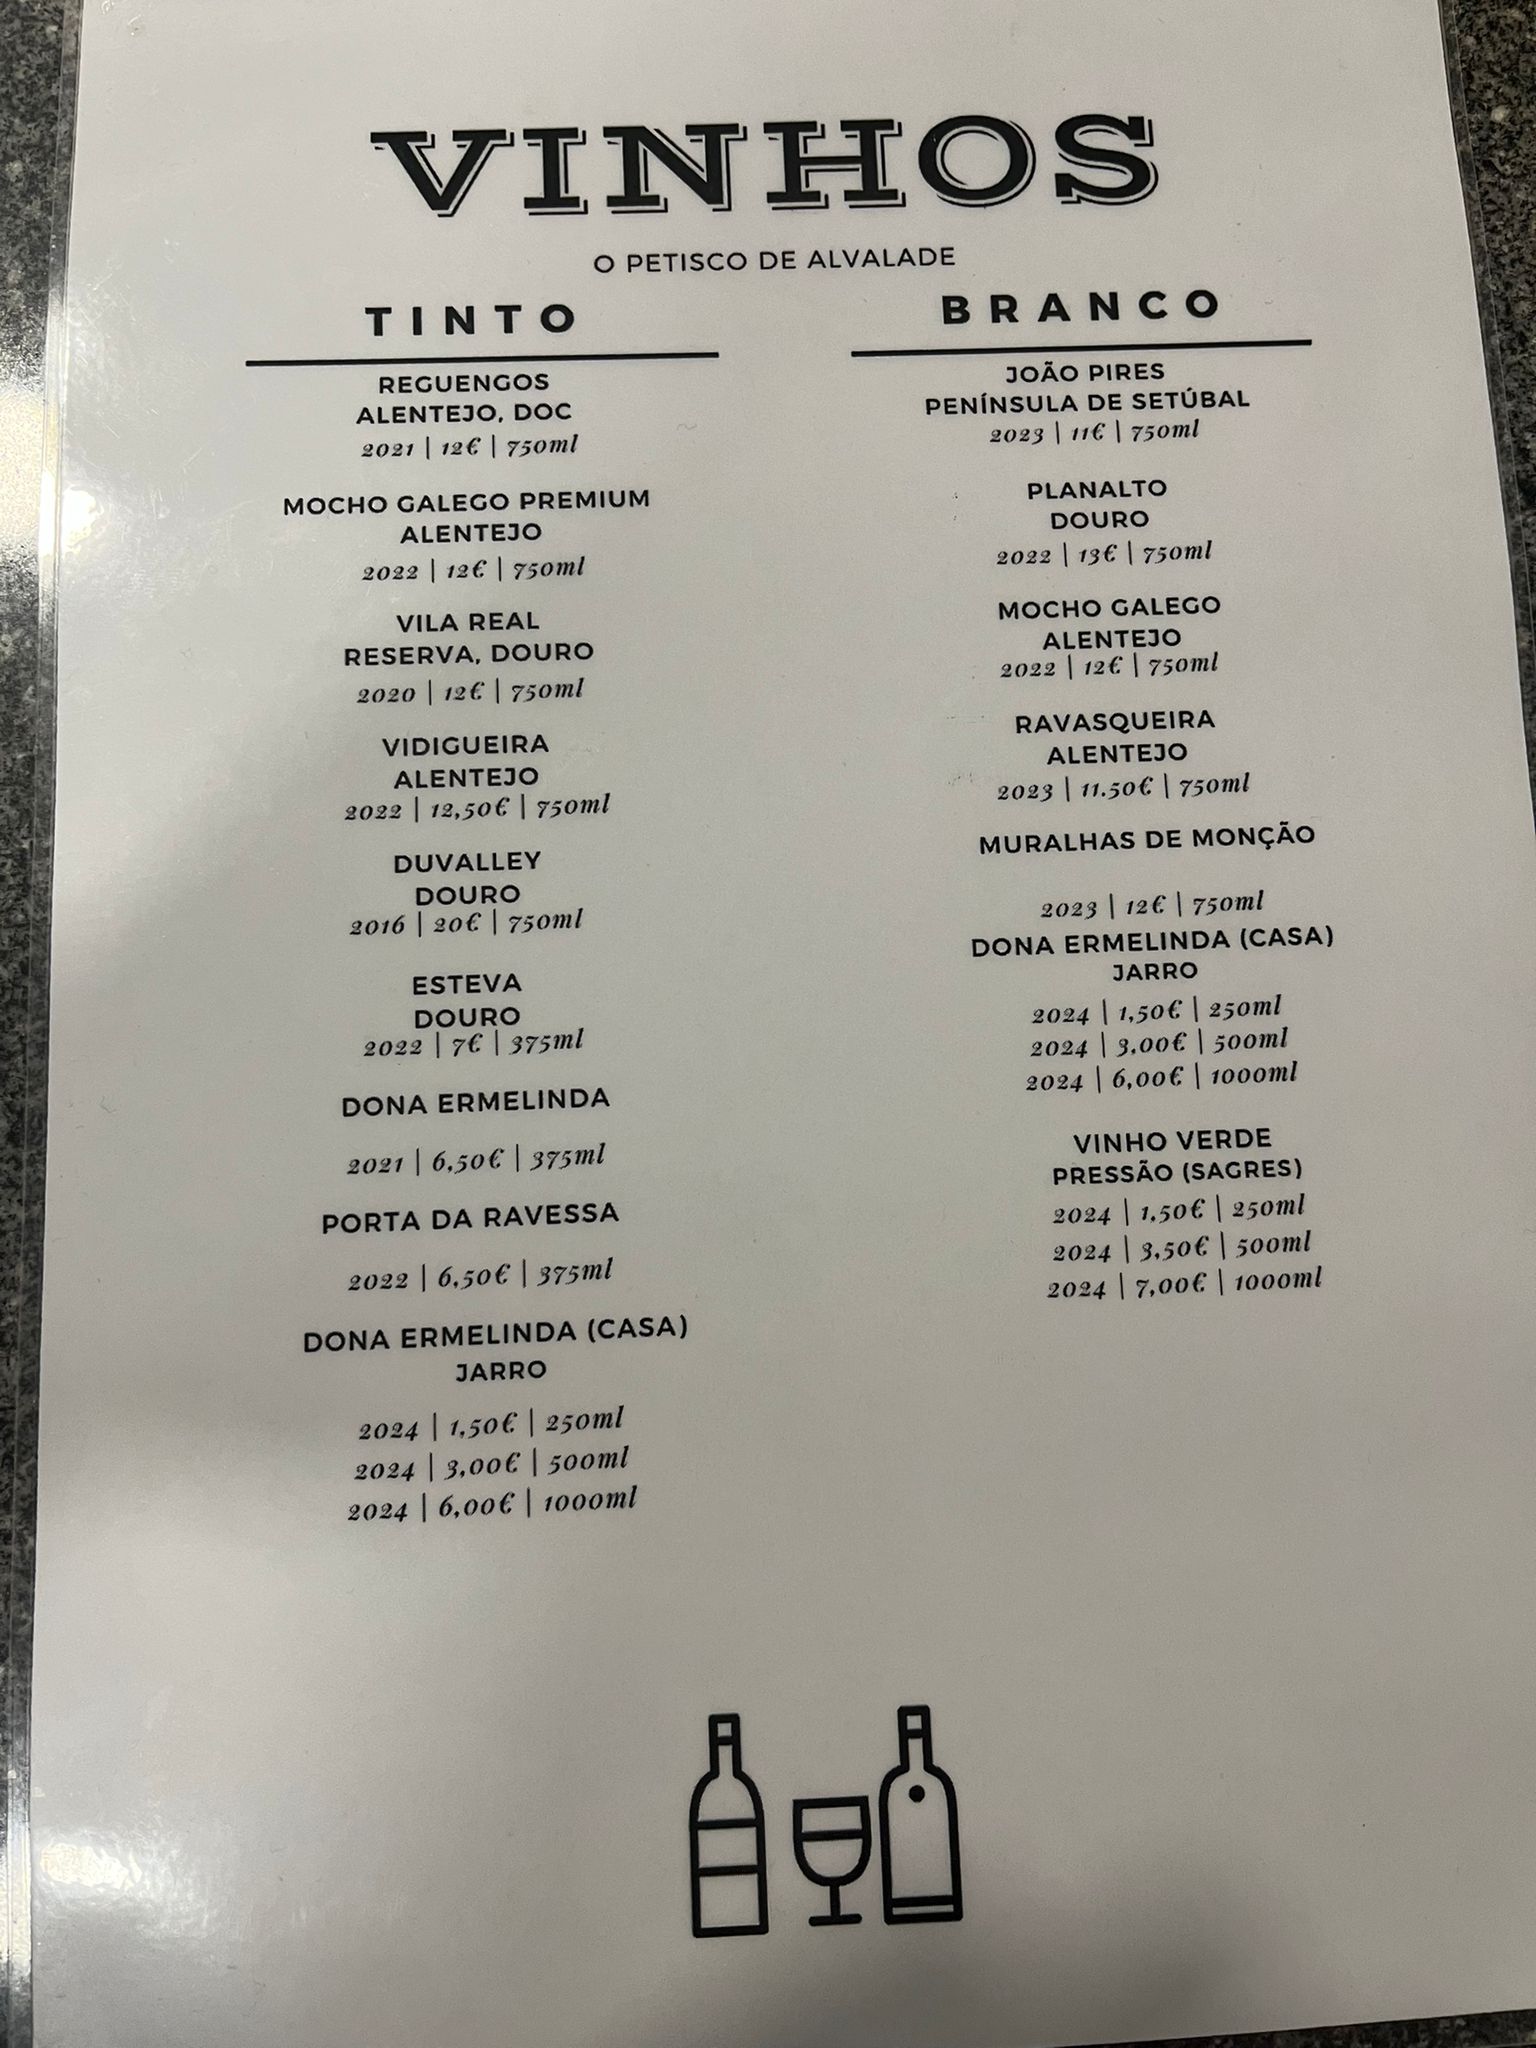 VINHOS
O PETISCO DE ALVALADE
TINTO
REGUENGOS
ALENTEJO, DOC
2021 | 12€ | 750ml
MOCHO GALEGO PREMIUM
ALENTEJO
2022 | 12€ | 750ml
VILA REAL
RESERVA, DOURO
2020 | 12€ | 750ml
VIDIGUEIRA
ALENTEJO
2022 | 12,50€ | 750ml
DUVALLEY
DOURO
2016 | 20€ | 750ml
ESTEVA
DOURO
2022 | 7€ | 375ml
DONA ERMELINDA
2021 | 6,50€ | 375ml
PORTA DA RAVESSA
2022 | 6,50€ | 375ml
DONA ERMELINDA (CASA)
JARRO
2024 | 1,50€ | 250ml
2024 | 3,00€ | 500ml
2024 | 6,00€ | 1000ml
BRANCO
JOÃO PIRES
PENÍNSULA DE SETÚBAL
2023 | 11€ | 750ml
PLANALTO
DOURO
2022 | 13€ | 750ml
MOCHO GALEGO
ALENTEJO
2022 | 12€ | 750ml
RAVASQUEIRA
ALENTEJO
2023 | 11.50€ | 750ml
MURALHAS DE MONÇÃO
2023 | 12€ | 750ml
DONA ERMELINDA (CASA)
JARRO
2024 | 1,50€ | 250ml
2024 | 3,00€ | 500ml
2024 | 6,00€ | 1000ml
VINHO VERDE
PRESSÃO (SAGRES)
2024 | 1,50€ | 250ml
2024 | 3,50€ | 500ml
2024 | 7,00€ | 1000ml